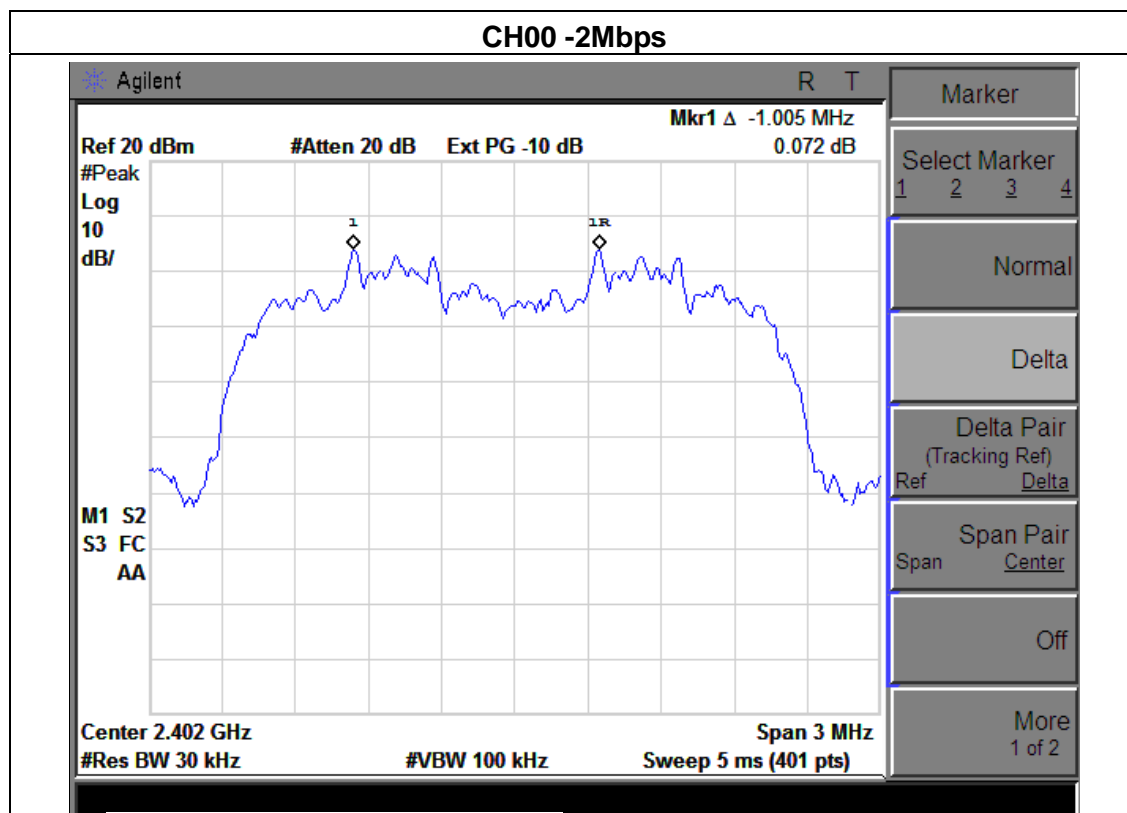 CH00 -2Mbps
Agilent R T
Mkr1 Δ -1.005 MHz
Ref 20 dBm #Atten 20 dB Ext PG -10 dB 0.072 dB
#Peak
Log
10
dB/
1 1R
M1 S2
S3 FC
AA
Center 2.402 GHz Span 3 MHz
#Res BW 30 kHz #VBW 100 kHz Sweep 5 ms (401 pts)
Marker
Select Marker
1 2 3 4
Normal
Delta
Delta Pair
(Tracking Ref)
Ref Delta
Span Pair
Span Center
Off
More
1 of 2